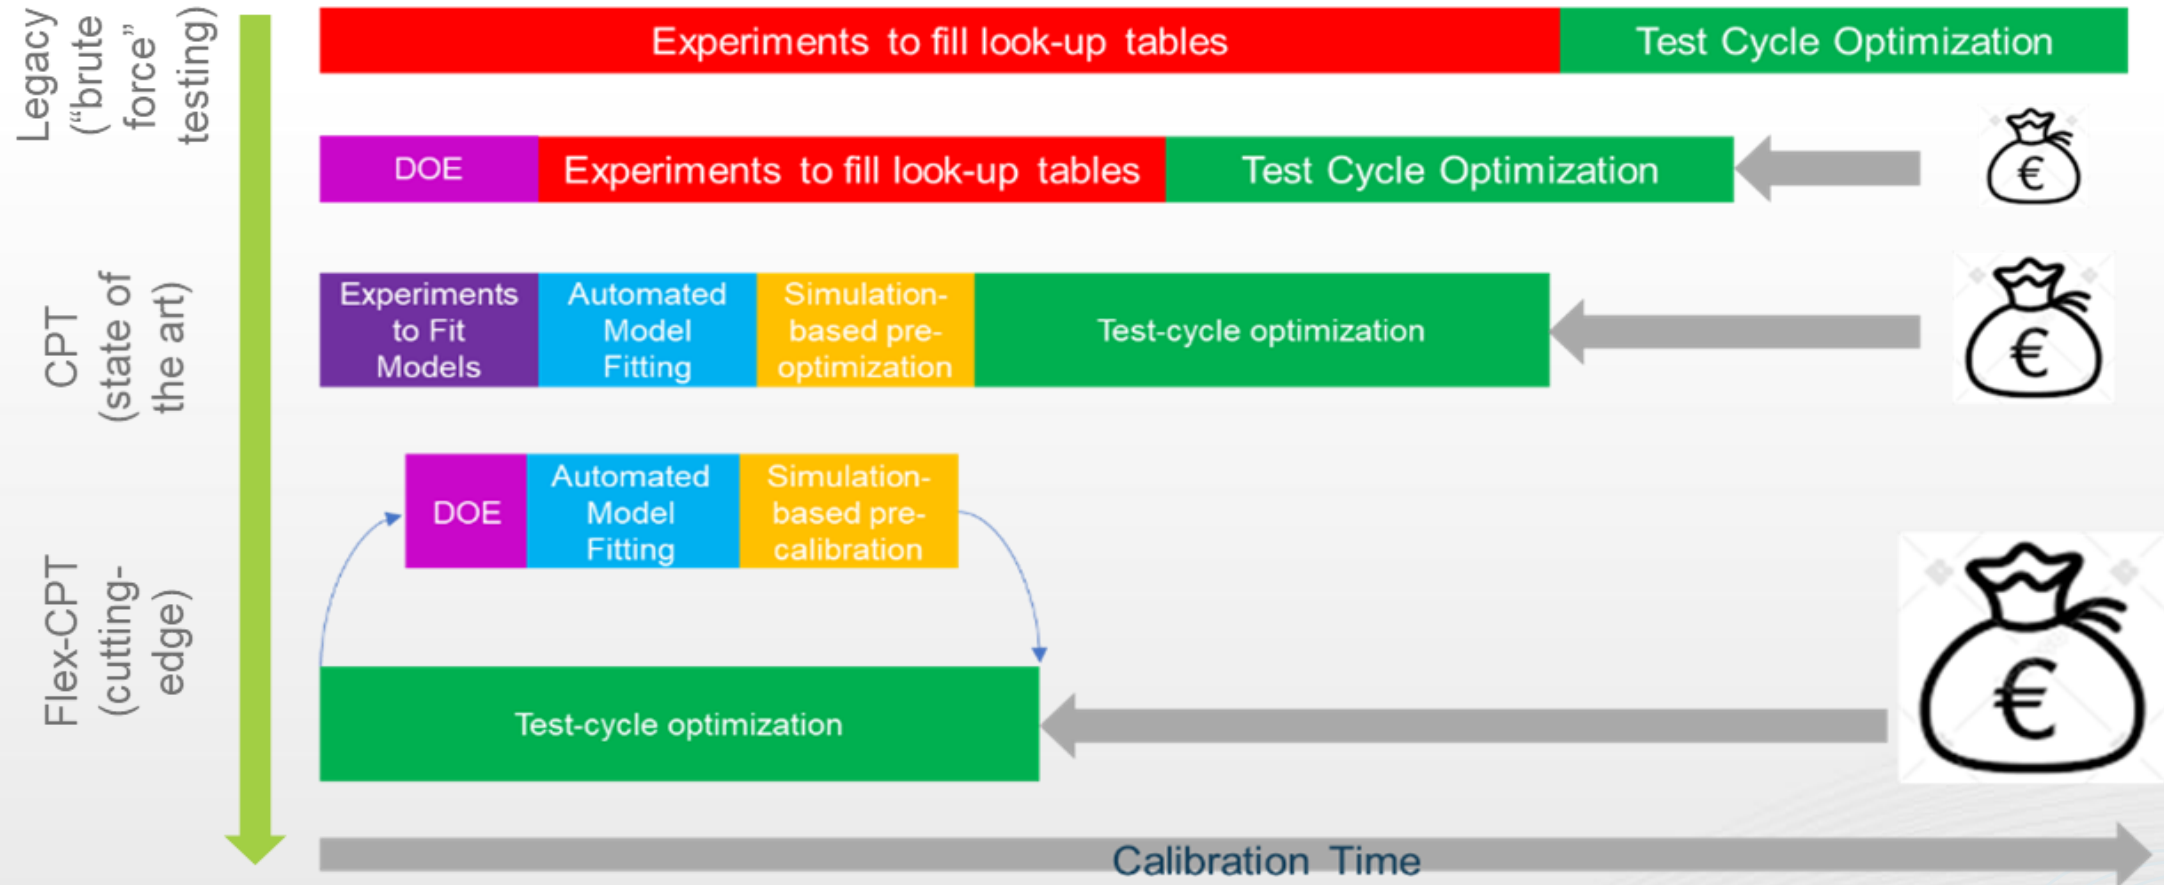 Legacy
("brute
force"
testing)
Experiments to fill look-up tables
Test Cycle Optimization
DOE
Experiments to fill look-up tables
Test Cycle Optimization
€
CPT
(state of
the art)
Experiments
to Fit
Models
Automated
Model
Fitting
Simulation-
based pre-
optimization
Test-cycle optimization
€
Flex-CPT
(cutting-
edge)
DOE
Automated
Model
Fitting
Simulation-
based pre-
calibration
Test-cycle optimization
€
Calibration Time